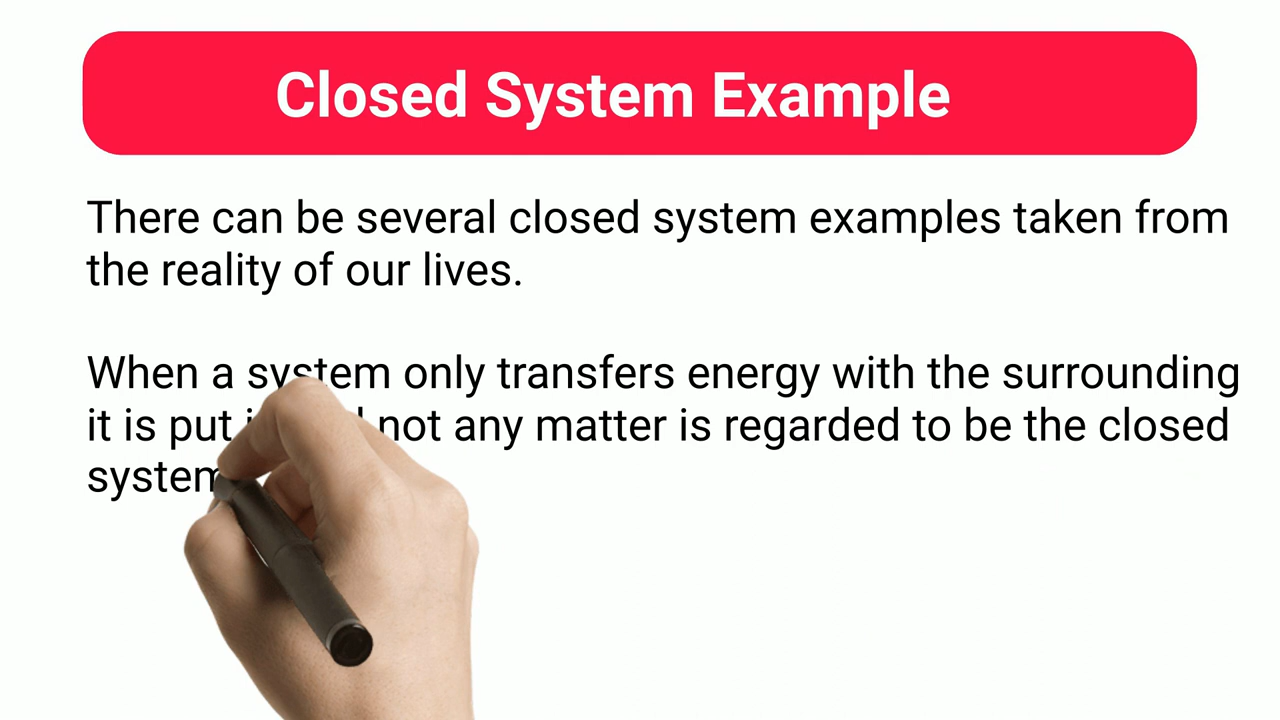 Closed System Example
There can be several closed system examples taken from
the reality of our lives.
When a system only transfers energy with the surrounding
it is put not any matter is regarded to be the closed
system